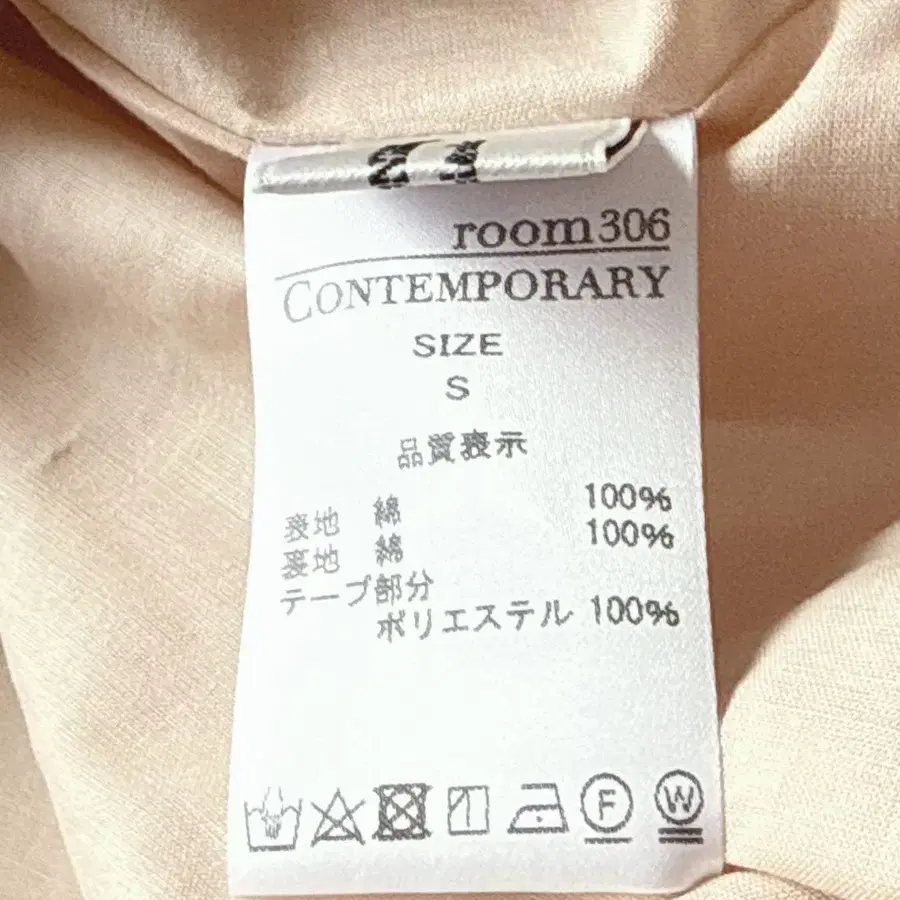 room306
CONTEMPORARY
SIZE
S
品質表示
表地 綿 100%
裏地 綿 100%
テープ部分
ポリエステル 100%
F
W